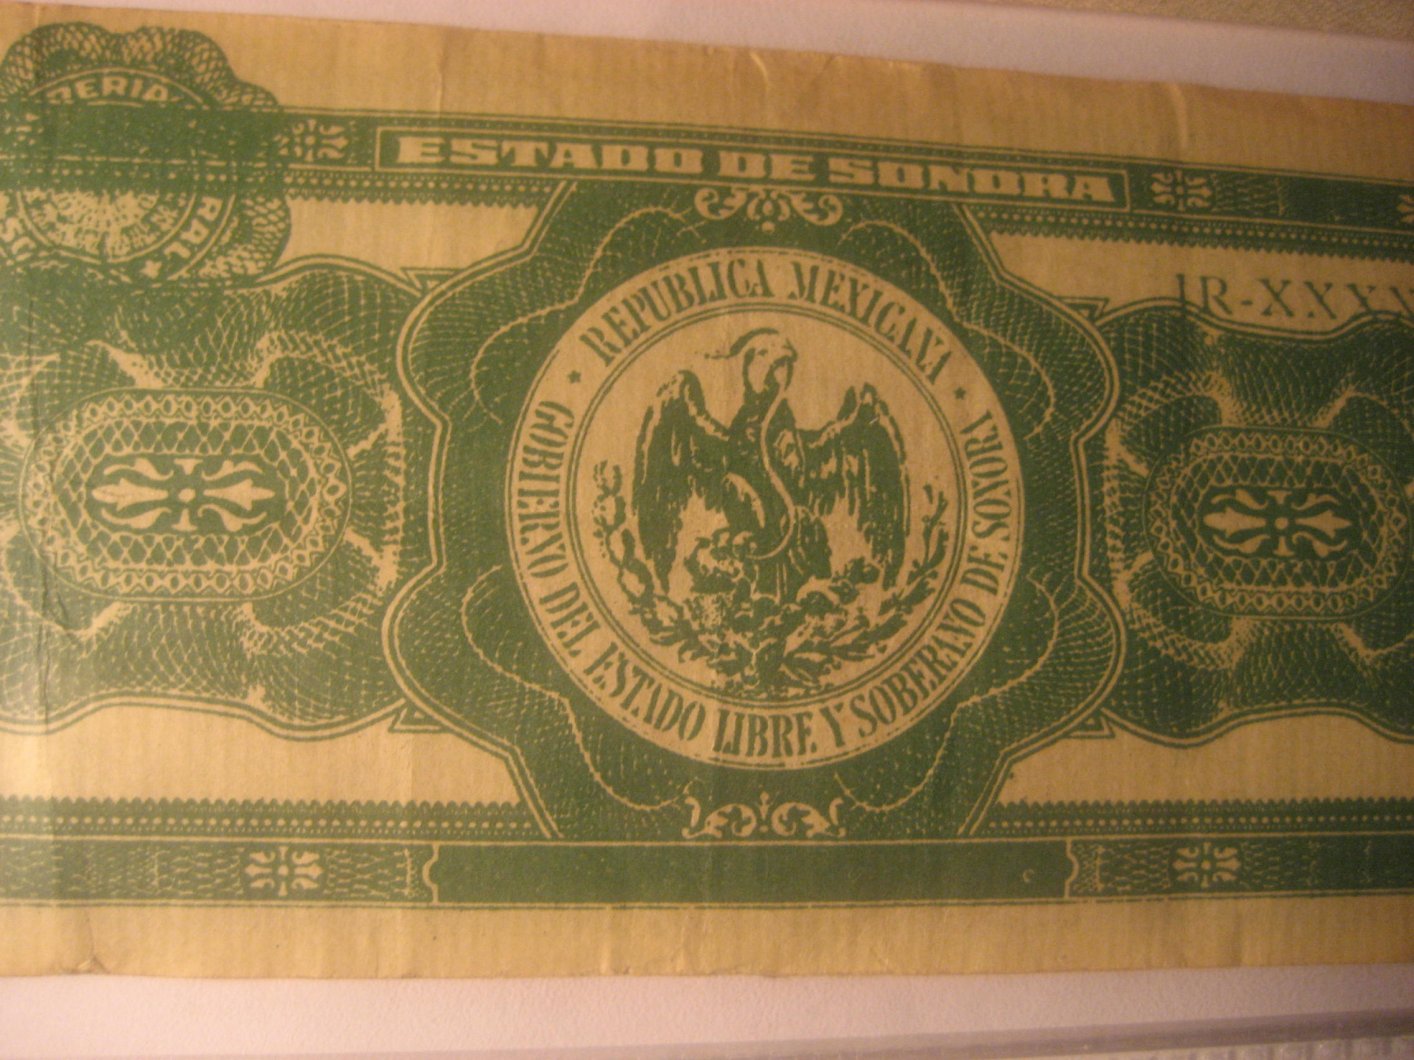 ESTADO DE SONORA
REPUBLICA MEXICANA
GOBIERNO DEL ESTADO LIBRE Y SOBERANO DE SONORA